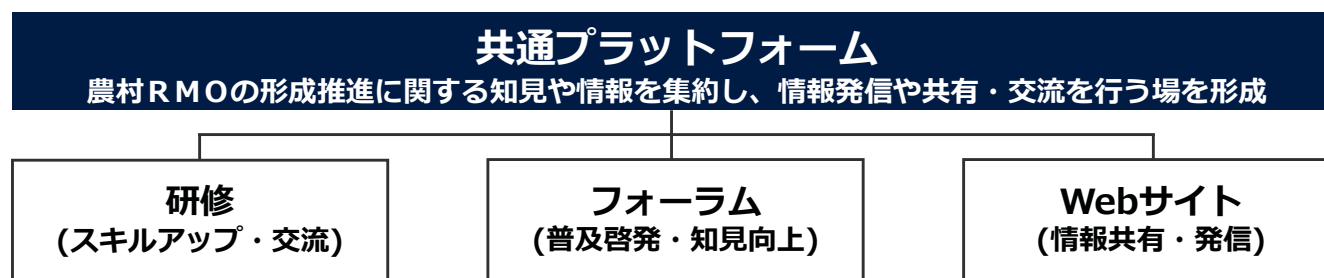 共通プラットフォーム
農村ＲＭＯの形成推進に関する知見や情報を集約し、情報発信や共有・交流を行う場を形成
研修
(スキルアップ・交流)
フォーラム
(普及啓発・知見向上)
Webサイト
(情報共有・発信)